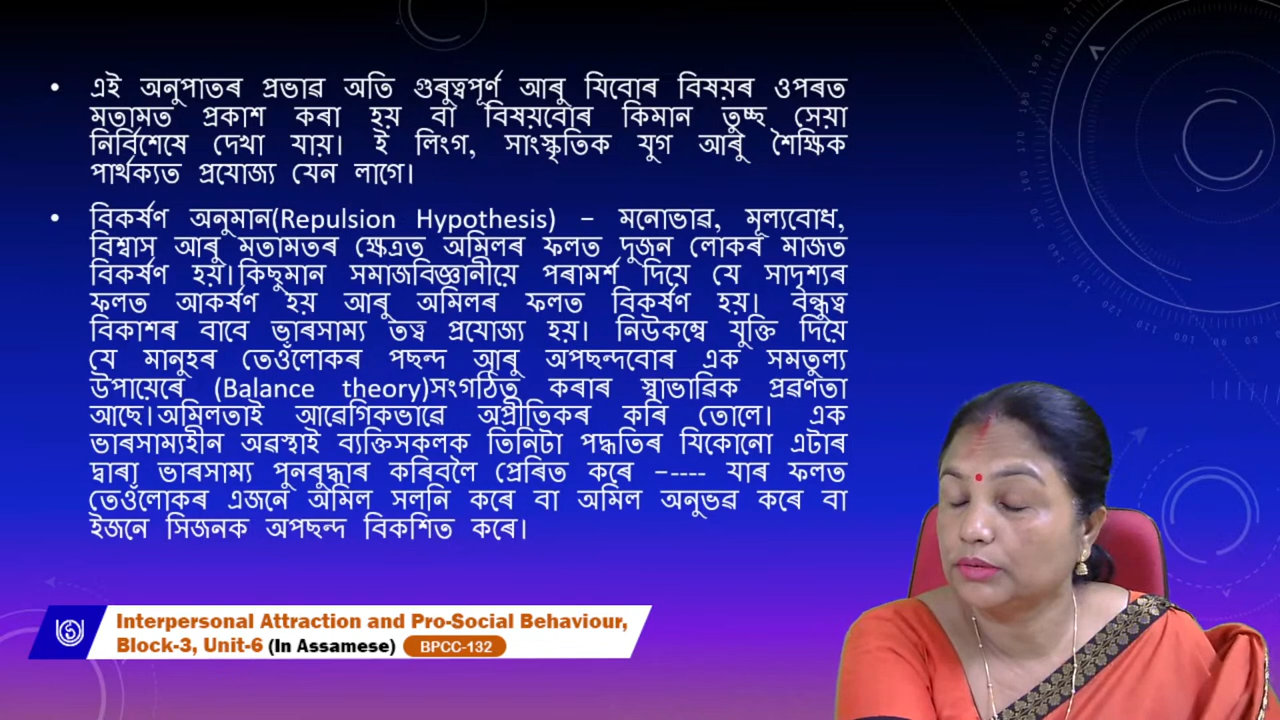 • এই অনুপাতৰ প্ৰভাৱ অতি গুৰুত্বপূৰ্ণ আৰু যিবোৰ বিষয়ৰ ওপৰত
মতামত প্ৰকাশ কৰা হয় বা বিষয়বোৰ কিমান তুচ্ছ সেয়া
নিৰ্বিশেষে দেখা যায়। ই লিংগ, সাংস্কৃতিক যুগ আৰু শৈক্ষিক
পাৰ্থক্যত প্ৰযোজ্য যেন লাগে।
• বিকৰ্ষণ অনুমান(Repulsion Hypothesis) – মনোভাৱ, মূল্যবোধ,
বিশ্বাস আৰু মতামতৰ ক্ষেত্ৰত অমিলৰ ফলত দুজন লোকৰ মাজত
বিকৰ্ষণ হয়।কিছুমান সমাজবিজ্ঞানীয়ে পৰামৰ্শ দিয়ে যে সাদৃশ্যৰ
ফলত আকৰ্ষণ হয় আৰু অমিলৰ ফলত বিকৰ্ষণ হয়। বন্ধুত্ব
বিকাশৰ বাবে ভাৰসাম্য তত্ব প্ৰযোজ্য হয়। নিউকম্বে যুক্তি দিয়ে
যে মানুহৰ তেওঁলোকৰ পছন্দ আৰু অপছন্দবোৰ এক সমতুল্য
উপায়েৰে (Balance theory)সংগঠিত কৰাৰ স্বাভাৱিক প্ৰৱণতা
আছে।অমিলতাই আৱেগিকভাৱে অপ্ৰীতিকৰ কৰি তোলে। এক
ভাৰসাম্যহীন অৱস্থাই ব্যক্তিসকলক তিনিটা পদ্ধতিৰ যিকোনো এটাৰ
দ্বাৰা ভাৰসাম্য পুনৰুদ্ধাৰ কৰিবলৈ প্ৰেৰিত কৰে –---- যাৰ ফলত
তেওঁলোকৰ এজনে অমিল সলনি কৰে বা অমিল অনুভৱ কৰে বা
ইজনে সিজনক অপছন্দ বিকশিত কৰে।
Interpersonal Attraction and Pro-Social Behaviour,
Block-3, Unit-6 (In Assamese) BPCC-132